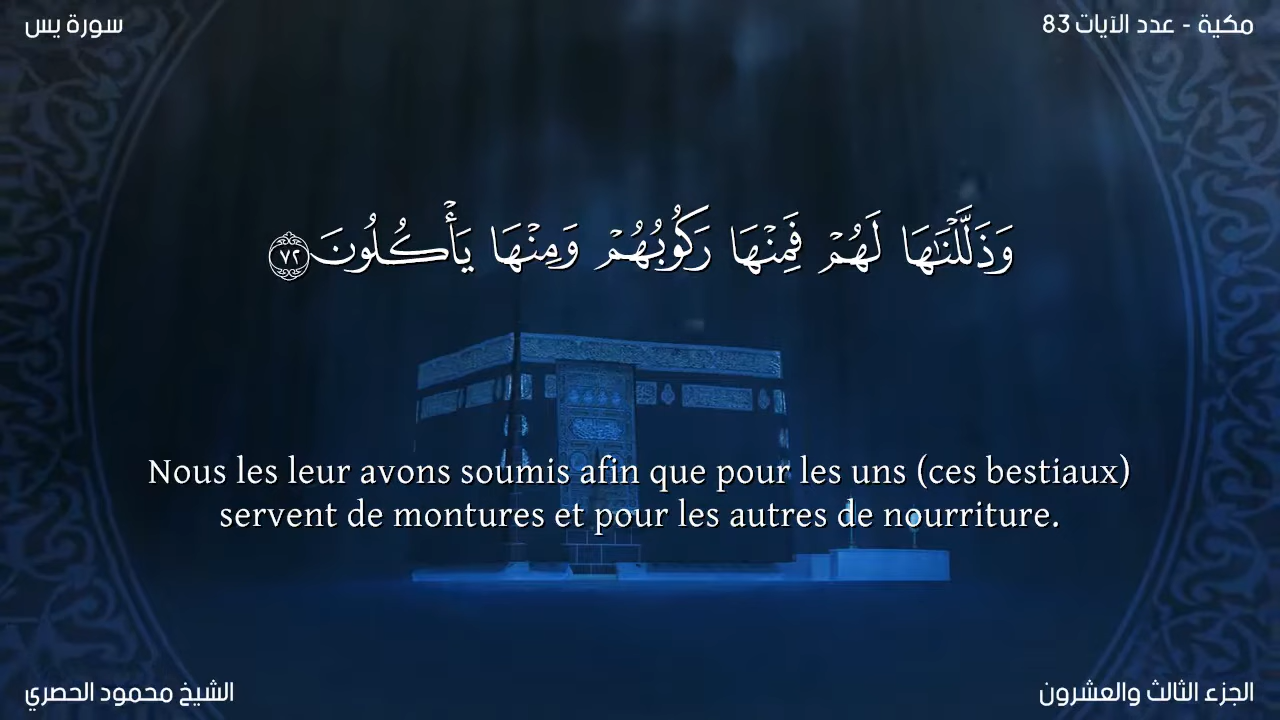 سورة يس
مكية - عدد الآيات 83
وَذَلَّلْنَٰهَا لَهُمْ فَمِنْهَا رَكُوبُهُمْ وَمِنْهَا يَأْكُلُونَ ٧٢
Nous les leur avons soumis afin que pour les uns (ces bestiaux)
servent de montures et pour les autres de nourriture.
الشيخ محمود الحصري
الجزء الثالث والعشرون